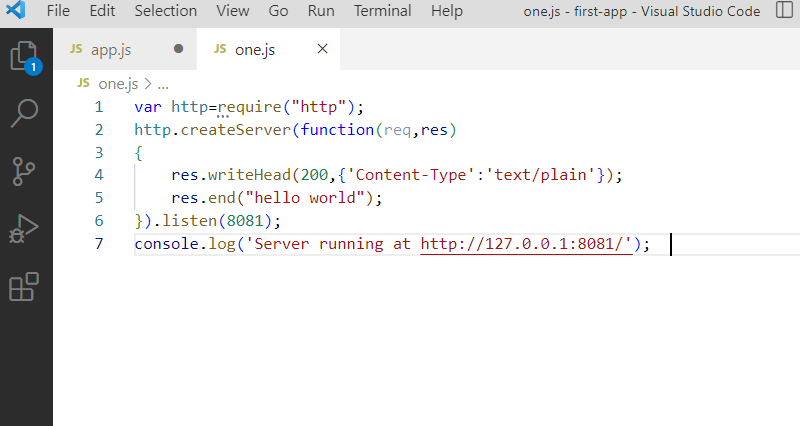 File Edit Selection View Go Run Terminal Help one.js - first-app - Visual Studio Code
JS app.js JS one.js
1
JS one.js > ...
1 var http=require("http");
2 http.createServer(function(req,res)
3 {
4 res.writeHead(200,{'Content-Type':'text/plain'});
5 res.end("hello world");
6 }).listen(8081);
7 console.log('Server running at http://127.0.0.1:8081/');